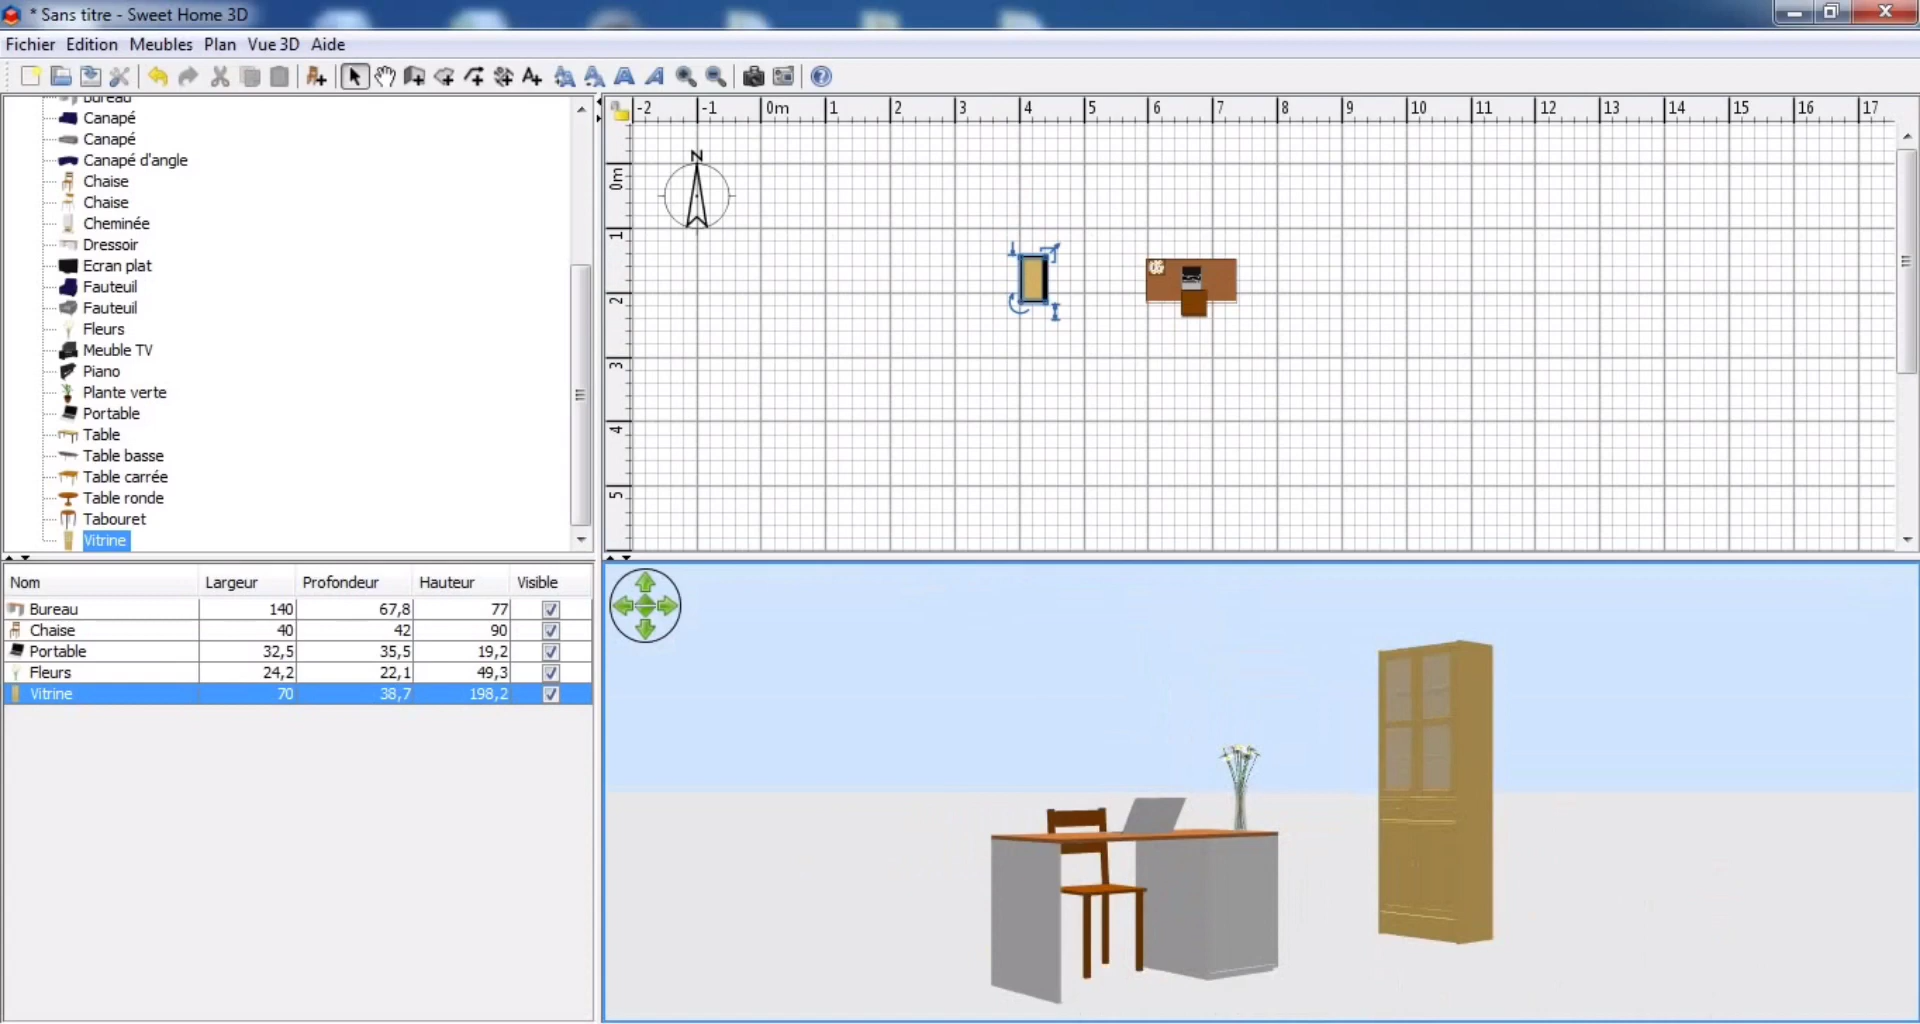 * Sans titre - Sweet Home 3D
Fichier Edition Meubles Plan Vue 3D Aide
Bureau
Canapé
Canapé
Canapé d'angle
Chaise
Chaise
Cheminée
Dressoir
Ecran plat
Fauteuil
Fauteuil
Fleurs
Meuble TV
Piano
Plante verte
Portable
Table
Table basse
Table carrée
Table ronde
Tabouret
Vitrine
-2 -1 0m 1 2 3 4 5 6 7 8 9 10 11 12 13 14 15 16 17
0m
1
2
3
4
5
N
Nom Largeur Profondeur Hauteur Visible
Bureau 140 67,8 77
Chaise 40 42 90
Portable 32,5 35,5 19,2
Fleurs 24,2 22,1 49,3
Vitrine 70 38,7 198,2